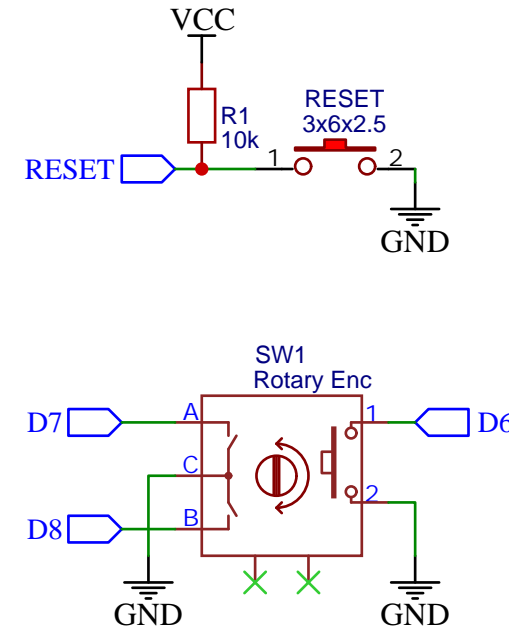 VCC
R1
10k
RESET
3x6x2.5
RESET
1
2
GND
SW1
Rotary Enc
D7
A
1
D6
C
2
D8
B
GND
GND